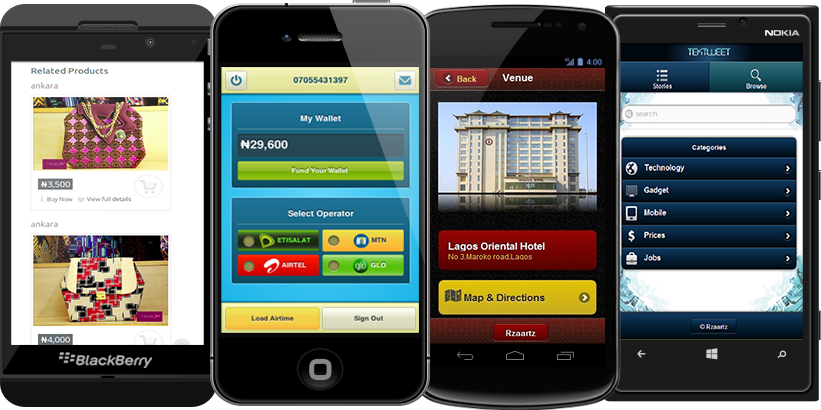 Related Products
ankara
₦3,500
Buy Now
View full details
ankara
₦4,000
BlackBerry
07055431397
My Wallet
₦29,600
Fund Your Wallet
Select Operator
ETISALAT
MTN
AIRTEL
GLO
Load Airtime
Sign Out
4:00
Back
Venue
Lagos Oriental Hotel
No 3,Maroko road,Lagos
Map & Directions
Rzaartz
NOKIA
TEKTWEET
Stories
Browse
search
Categories
Technology
Gadget
Mobile
Prices
Jobs
© Rzaartz